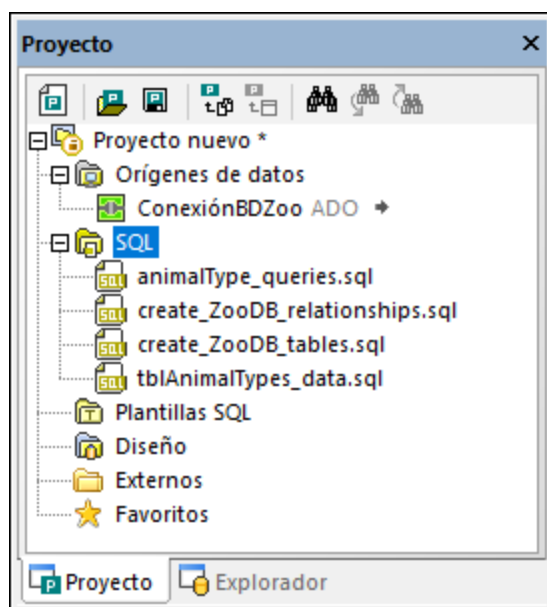 Proyecto
Proyecto nuevo *
Orígenes de datos
ConexiónBDZoo ADO
SQL
animalType_queries.sql
create_ZooDB_relationships.sql
create_ZooDB_tables.sql
tblAnimalTypes_data.sql
Plantillas SQL
Diseño
Externos
Favoritos
Proyecto Explorador